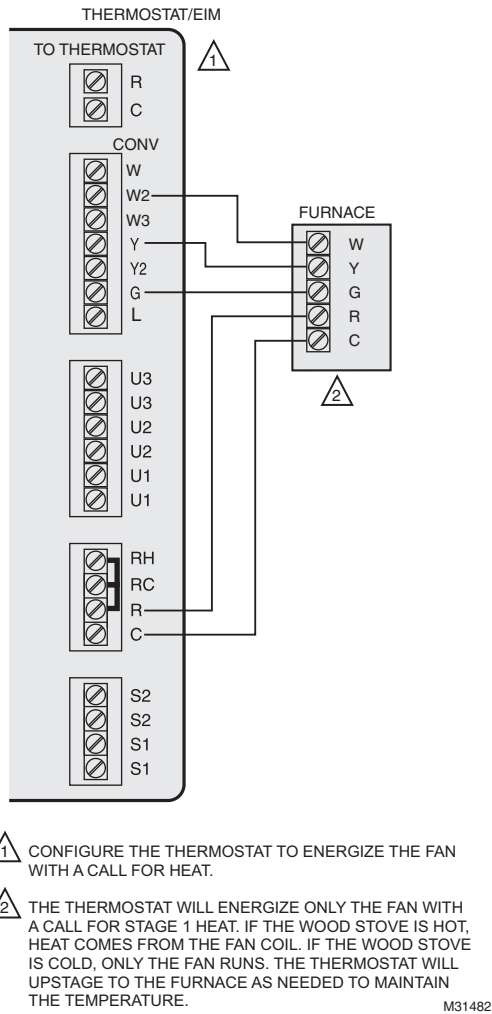 THERMOSTAT/EIM
TO THERMOSTAT
1
R
C
CONV
W
W2
W3
Y
Y2
G
L
FURNACE
W
Y
G
R
C
2
U3
U3
U2
U2
U1
U1
RH
RC
R
C
S2
S2
S1
S1
1 CONFIGURE THE THERMOSTAT TO ENERGIZE THE FAN
WITH A CALL FOR HEAT.
2 THE THERMOSTAT WILL ENERGIZE ONLY THE FAN WITH
A CALL FOR STAGE 1 HEAT. IF THE WOOD STOVE IS HOT,
HEAT COMES FROM THE FAN COIL. IF THE WOOD STOVE
IS COLD, ONLY THE FAN RUNS. THE THERMOSTAT WILL
UPSTAGE TO THE FURNACE AS NEEDED TO MAINTAIN
THE TEMPERATURE.
M31482